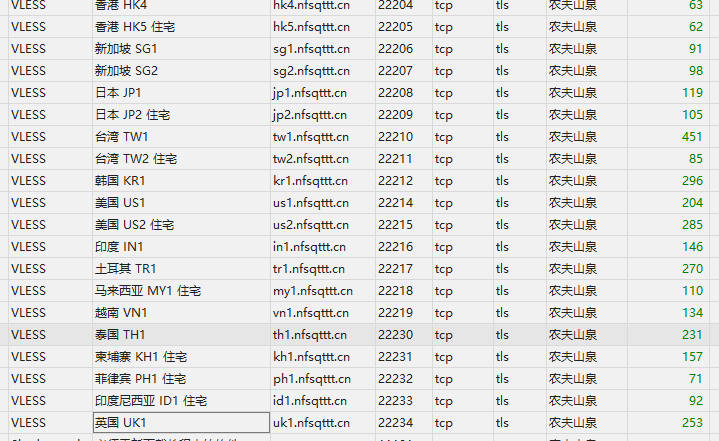 VLESS 香港 HK4 hk4.nfsqttt.cn 22204 tcp tls 农夫山泉 63
VLESS 香港 HK5 住宅 hk5.nfsqttt.cn 22205 tcp tls 农夫山泉 62
VLESS 新加坡 SG1 sg1.nfsqttt.cn 22206 tcp tls 农夫山泉 91
VLESS 新加坡 SG2 sg2.nfsqttt.cn 22207 tcp tls 农夫山泉 98
VLESS 日本 JP1 jp1.nfsqttt.cn 22208 tcp tls 农夫山泉 119
VLESS 日本 JP2 住宅 jp2.nfsqttt.cn 22209 tcp tls 农夫山泉 105
VLESS 台湾 TW1 tw1.nfsqttt.cn 22210 tcp tls 农夫山泉 451
VLESS 台湾 TW2 住宅 tw2.nfsqttt.cn 22211 tcp tls 农夫山泉 85
VLESS 韩国 KR1 kr1.nfsqttt.cn 22212 tcp tls 农夫山泉 296
VLESS 美国 US1 us1.nfsqttt.cn 22214 tcp tls 农夫山泉 204
VLESS 美国 US2 住宅 us2.nfsqttt.cn 22215 tcp tls 农夫山泉 285
VLESS 印度 IN1 in1.nfsqttt.cn 22216 tcp tls 农夫山泉 146
VLESS 土耳其 TR1 tr1.nfsqttt.cn 22217 tcp tls 农夫山泉 270
VLESS 马来西亚 MY1 住宅 my1.nfsqttt.cn 22218 tcp tls 农夫山泉 110
VLESS 越南 VN1 vn1.nfsqttt.cn 22219 tcp tls 农夫山泉 134
VLESS 泰国 TH1 th1.nfsqttt.cn 22230 tcp tls 农夫山泉 231
VLESS 柬埔寨 KH1 住宅 kh1.nfsqttt.cn 22231 tcp tls 农夫山泉 157
VLESS 菲律宾 PH1 住宅 ph1.nfsqttt.cn 22232 tcp tls 农夫山泉 71
VLESS 印度尼西亚 ID1 住宅 id1.nfsqttt.cn 22233 tcp tls 农夫山泉 92
VLESS 英国 UK1 uk1.nfsqttt.cn 22234 tcp tls 农夫山泉 253